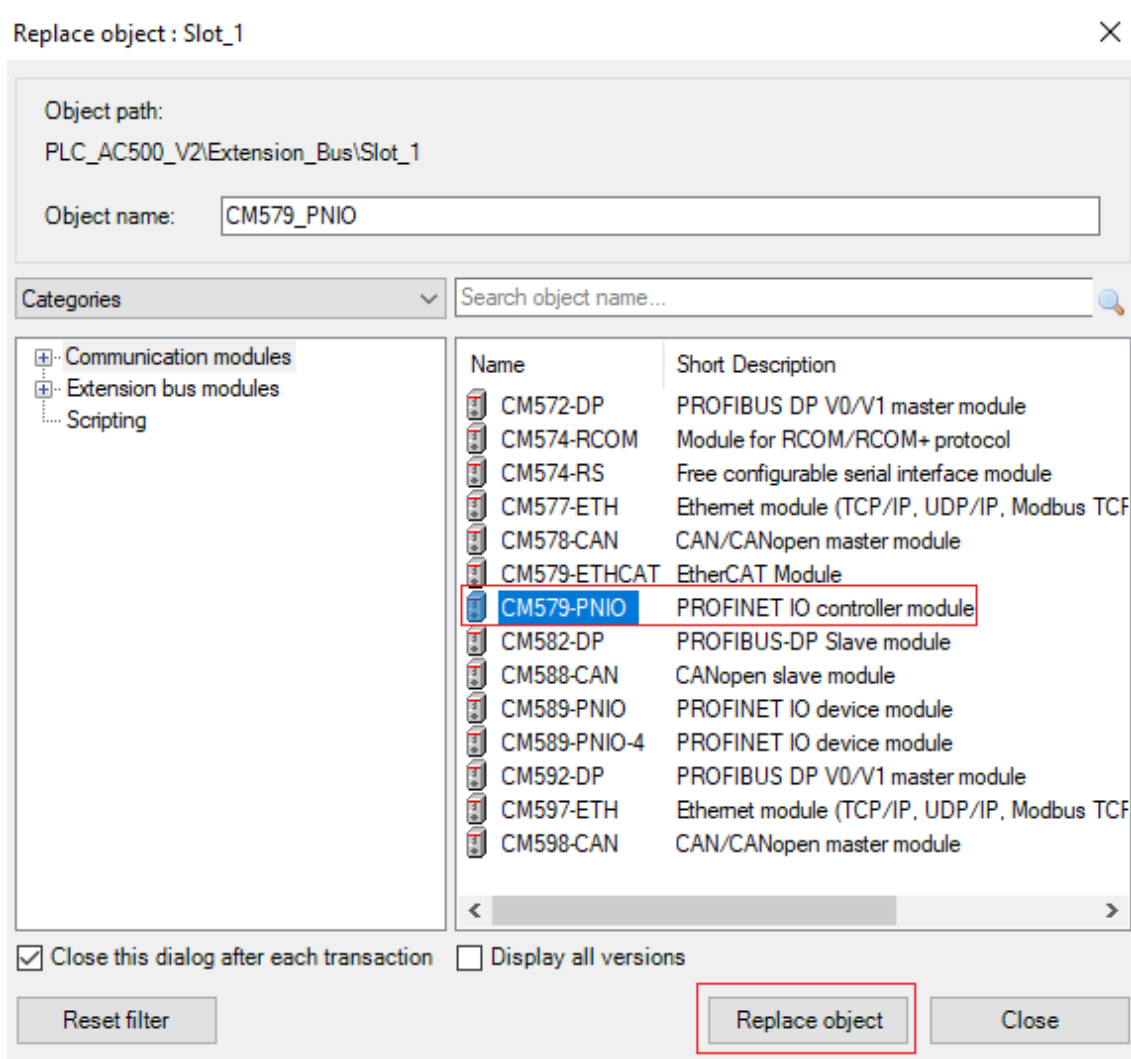 Replace object : Slot_1
Object path:
PLC_AC500_V2\Extension_Bus\Slot_1
Object name: CM579_PNIO
Categories
Search object name...
Communication modules
Extension bus modules
Scripting
Name Short Description
CM572-DP PROFIBUS DP V0/V1 master module
CM574-RCOM Module for RCOM/RCOM+ protocol
CM574-RS Free configurable serial interface module
CM577-ETH Ethernet module (TCP/IP, UDP/IP, Modbus TCF
CM578-CAN CAN/CANopen master module
CM579-ETHCAT EtherCAT Module
CM579-PNIO PROFINET IO controller module
CM582-DP PROFIBUS-DP Slave module
CM588-CAN CANopen slave module
CM589-PNIO PROFINET IO device module
CM589-PNIO-4 PROFINET IO device module
CM592-DP PROFIBUS DP V0/V1 master module
CM597-ETH Ethernet module (TCP/IP, UDP/IP, Modbus TCF
CM598-CAN CAN/CANopen master module
Close this dialog after each transaction Display all versions
Reset filter Replace object Close